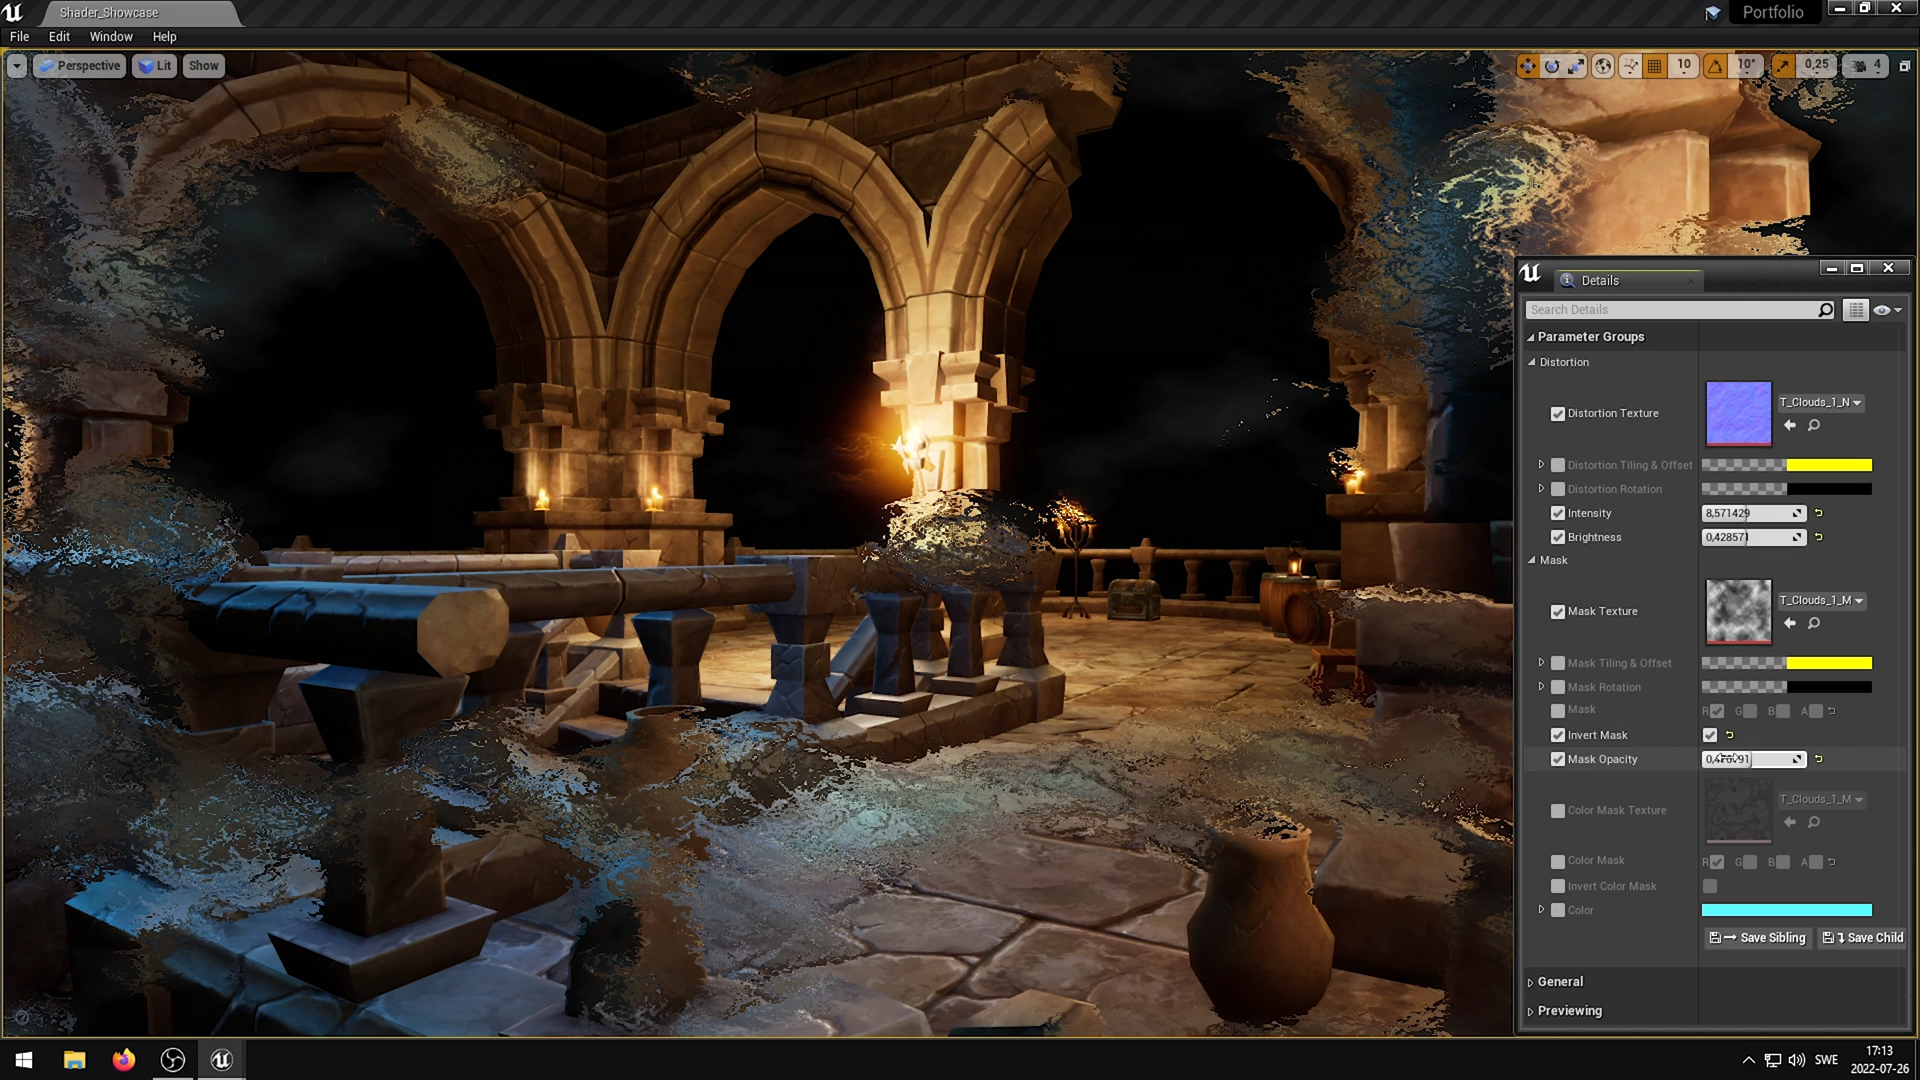 Shader_Showcase
Portfolio
File Edit Window Help
Perspective Lit Show
10 10° 0,25 4
Details
Search Details
Parameter Groups
Distortion
Distortion Texture T_Clouds_1_N
Distortion Tiling & Offset
Distortion Rotation
Intensity 8,571429
Brightness 0,428571
Mask
Mask Texture T_Clouds_1_M
Mask Tiling & Offset
Mask Rotation
Mask R G B A
Invert Mask
Mask Opacity
Color Mask Texture T_Clouds_1_M
Color Mask R G B A
Invert Color Mask
Color
Save Sibling Save Child
General
Previewing
SWE
17:13
2022-07-26